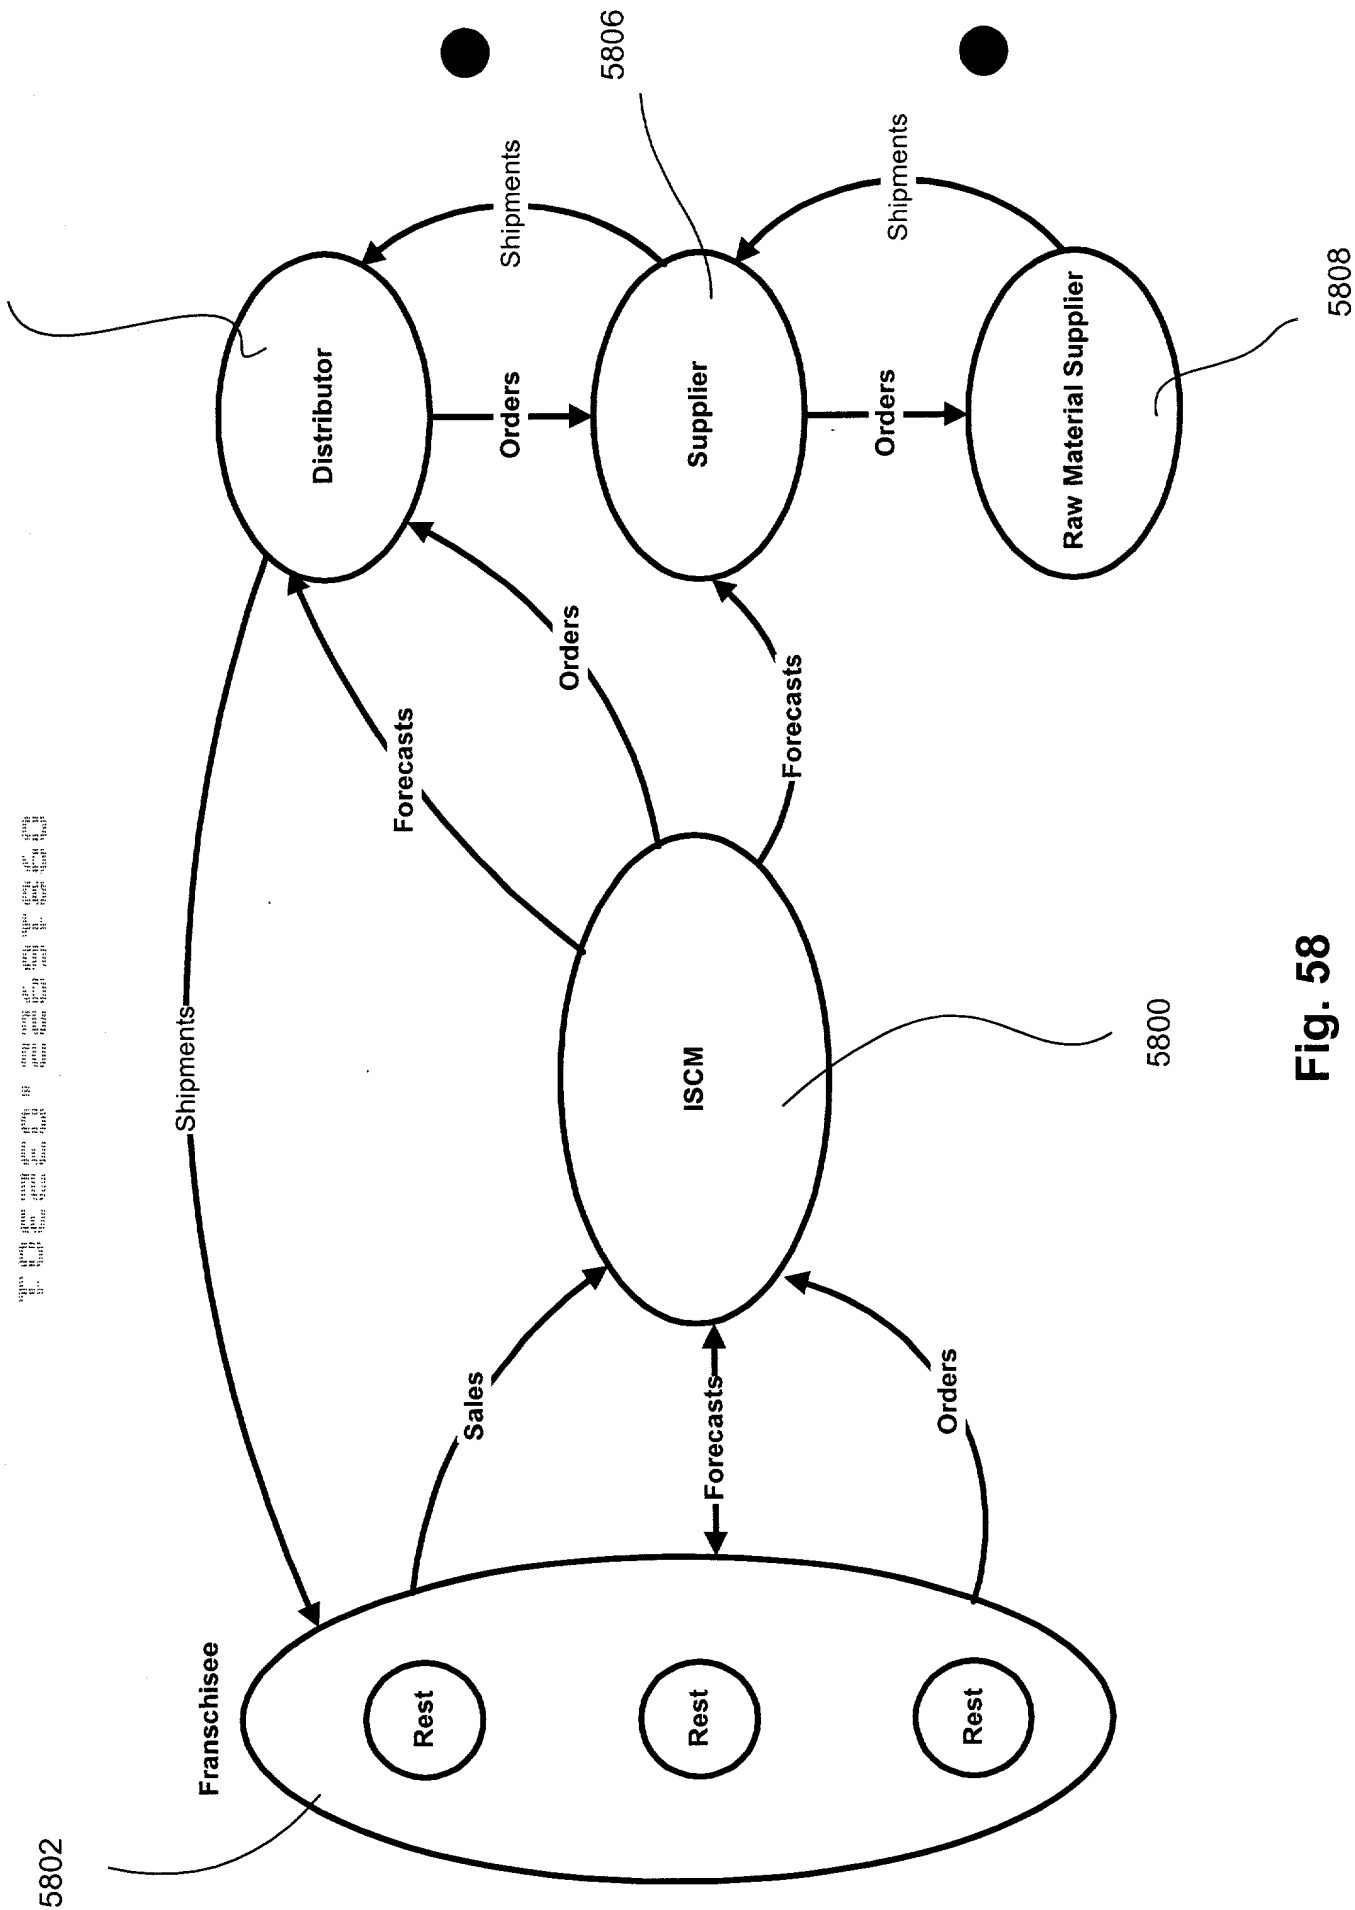 Shipments
Franschisee
5802
Rest
Rest
Rest
Sales
Forecasts
Orders
ISCM
5800
Forecasts
Orders
Forecasts
Distributor
Orders
Shipments
Supplier
5806
Orders
Shipments
Raw Material Supplier
5808
Fig. 58